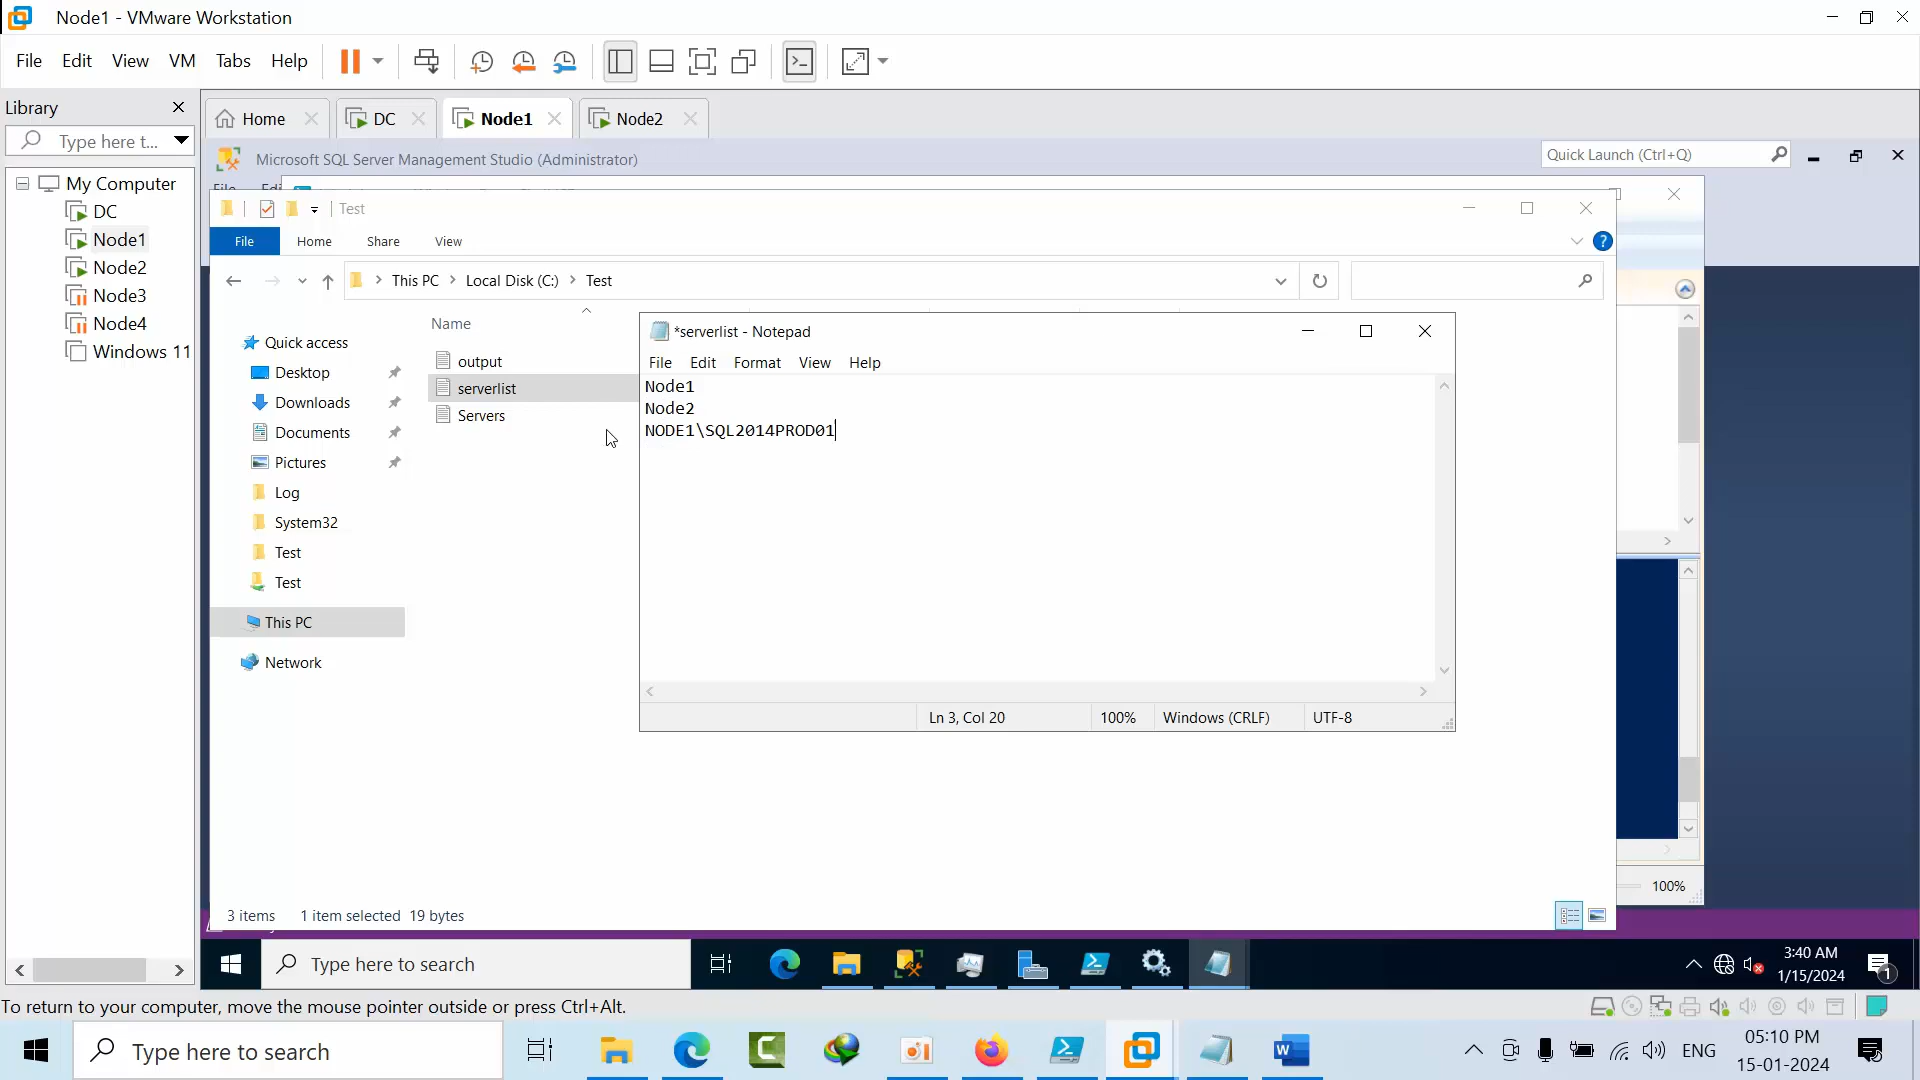 Node1 - VMware Workstation
File Edit View VM Tabs Help
Library
Type here t...
My Computer
DC
Node1
Node2
Node3
Node4
Windows 11
Home DC Node1 Node2
Microsoft SQL Server Management Studio (Administrator)
Quick Launch (Ctrl+Q)
Test
File Home Share View
This PC > Local Disk (C:) > Test
Quick access
Desktop
Downloads
Documents
Pictures
Log
System32
Test
Test
This PC
Network
Name
output
serverlist
Servers
*serverlist - Notepad
File Edit Format View Help
Node1
Node2
NODE1\SQL2014PROD01
Ln 3, Col 20 100% Windows (CRLF) UTF-8
100%
3 items 1 item selected 19 bytes
Type here to search
3:40 AM
1/15/2024
1
To return to your computer, move the mouse pointer outside or press Ctrl+Alt.
Type here to search
ENG
05:10 PM
15-01-2024